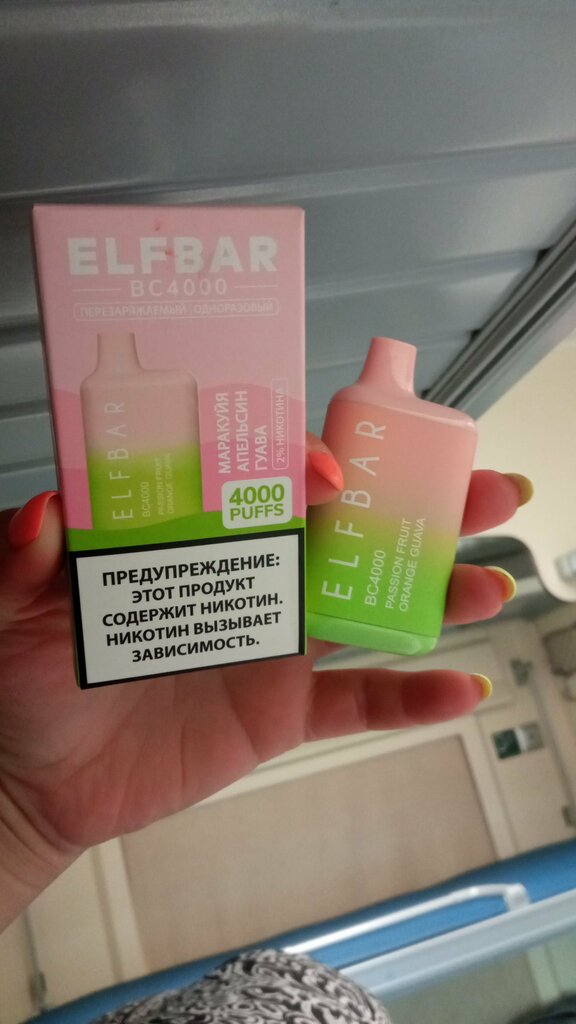 ELFBAR
BC4000
ПЕРЕЗАРЯЖАЕМЫЙ ОДНОРАЗОВЫЙ
ELFBAR
BC4000
PASSION FRUIT
ORANGE GUAVA
МАРАКУЙЯ
АПЕЛЬСИН
ГУАВА
2% НИКОТИНА
4000
PUFFS
ПРЕДУПРЕЖДЕНИЕ:
ЭТОТ ПРОДУКТ
СОДЕРЖИТ НИКОТИН.
НИКОТИН ВЫЗЫВАЕТ
ЗАВИСИМОСТЬ.
ELFBAR
BC4000
PASSION FRUIT
ORANGE GUAVA